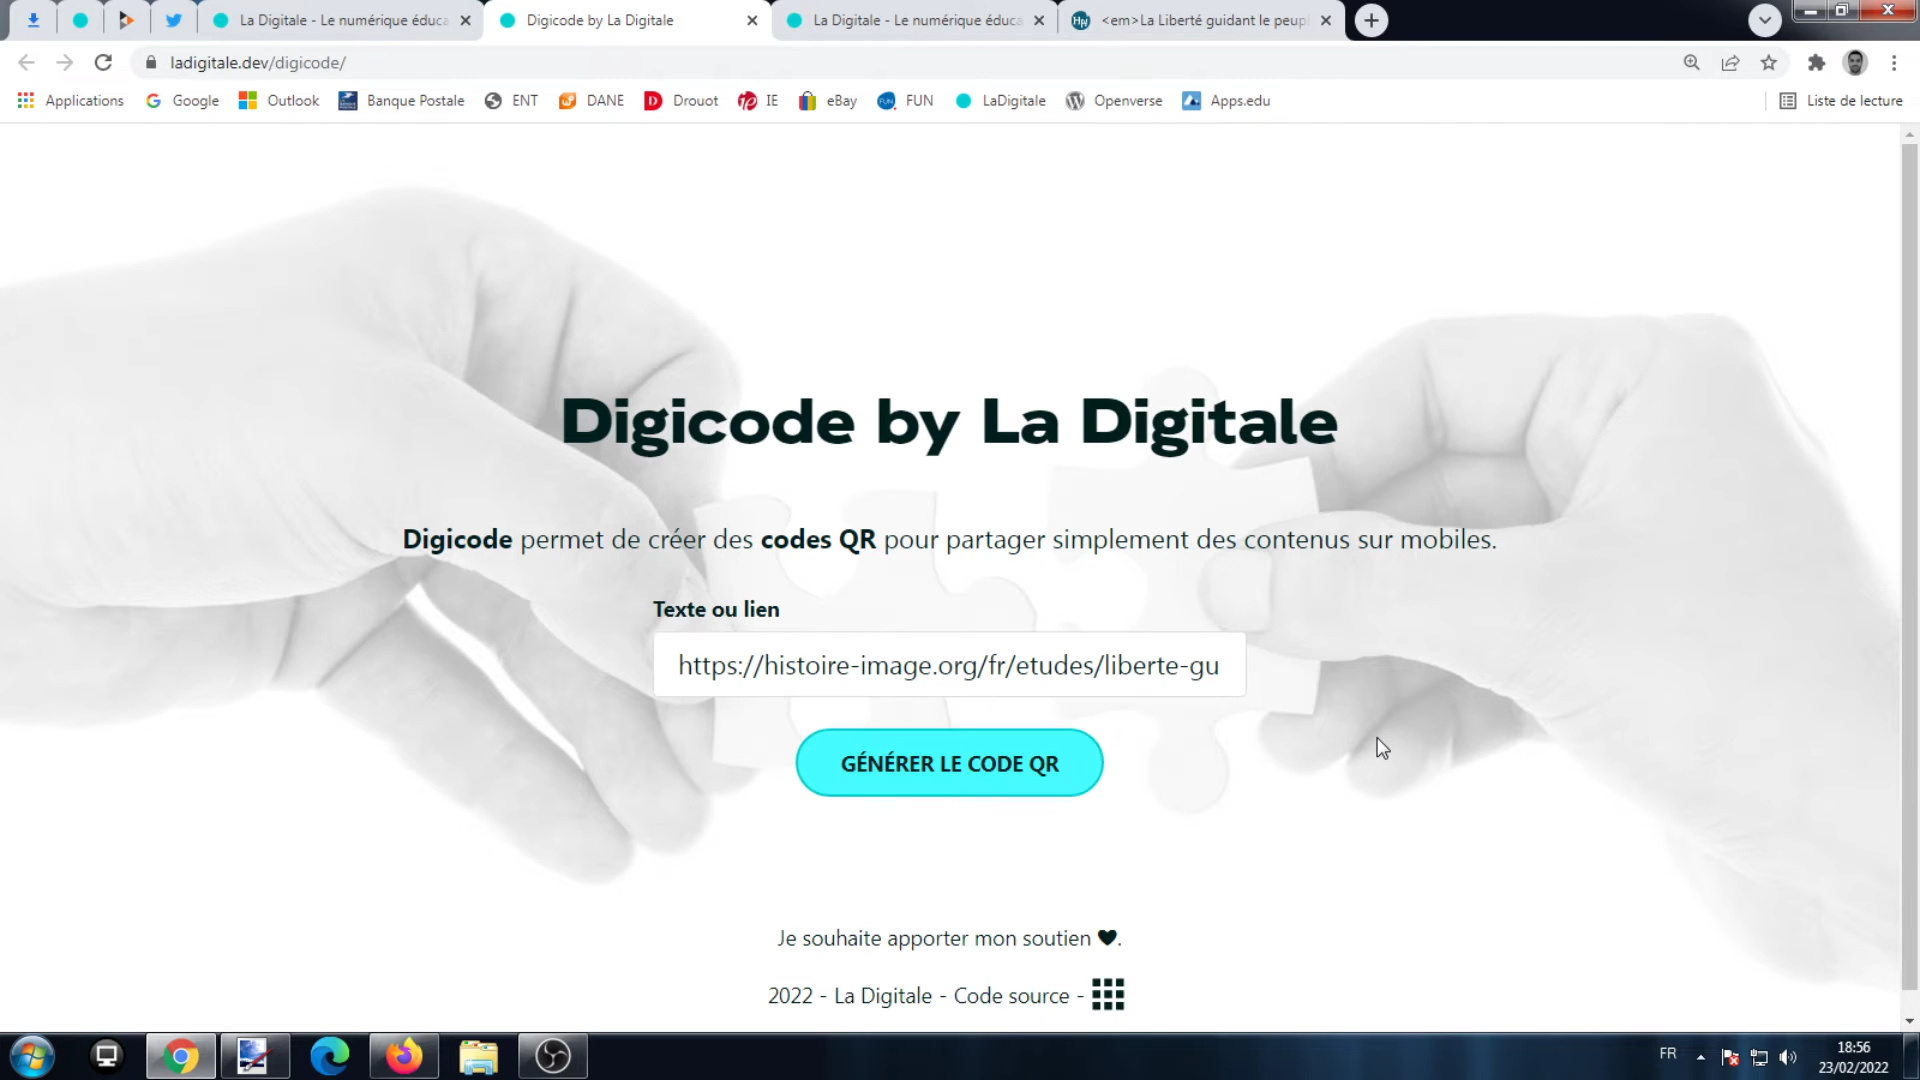 La Digitale - Le numérique éduca
Digicode by La Digitale
La Digitale - Le numérique éduca
<em>La Liberté guidant le peupl
ladigitale.dev/digicode/
Applications
Google
Outlook
Banque Postale
ENT
DANE
Drouot
IE
eBay
FUN
LaDigitale
Openverse
Apps.edu
Liste de lecture
Digicode by La Digitale
Digicode permet de créer des codes QR pour partager simplement des contenus sur mobiles.
Texte ou lien
https://histoire-image.org/fr/etudes/liberte-gu
GÉNÉRER LE CODE QR
Je souhaite apporter mon soutien ♥.
2022 - La Digitale - Code source -
FR
18:56
23/02/2022